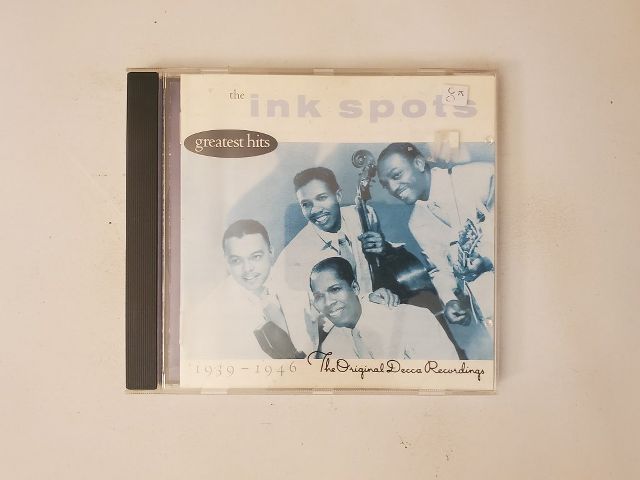 the
ink spots
greatest hits
1939-1946 The Original Decca Recordings